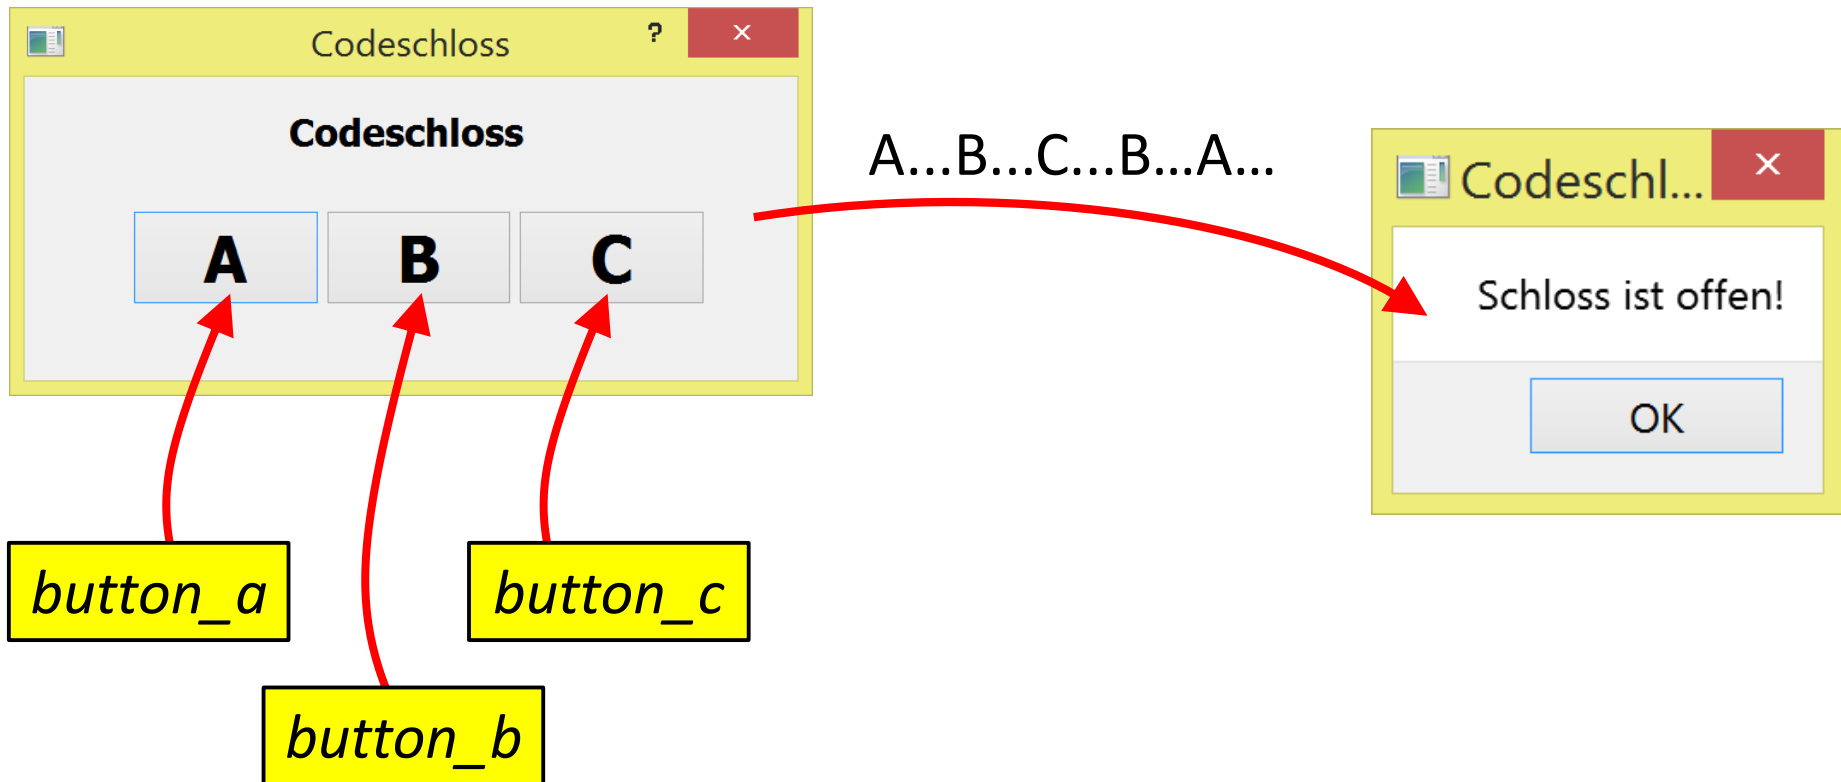 Codeschloss ? ×
Codeschloss
A B C
A...B...C...B...A...
Codeschl... ×
Schloss ist offen!
OK
button_a
button_c
button_b